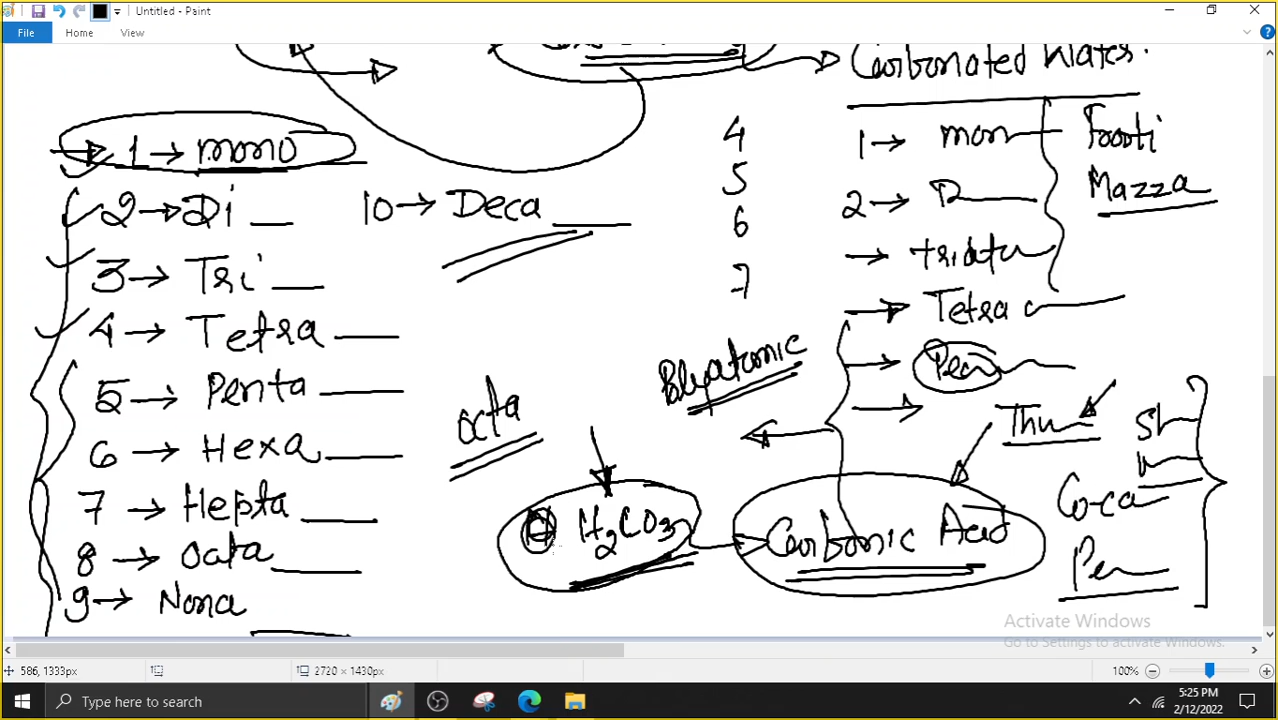 Untitled - Paint
File Home View
Carbonated Water.
1 → mono
2 → Di
3 → Tri
4 → Tetra
5 → Penta
6 → Hexa
7 → Hepta
8 → Octa
9 → Nona
10 → Deca
4
5
6
7
1 → mon
2 → D
→ triato
→ Tetra
→ Pen
→
Frooti
Mazza
octa
H2CO3
Carbonic Acid
Thu
Coca
Pe
Activate Windows
Go to Settings to activate Windows.
586, 1333px
2720 × 1430px
100%
Type here to search
5:25 PM
2/12/2022